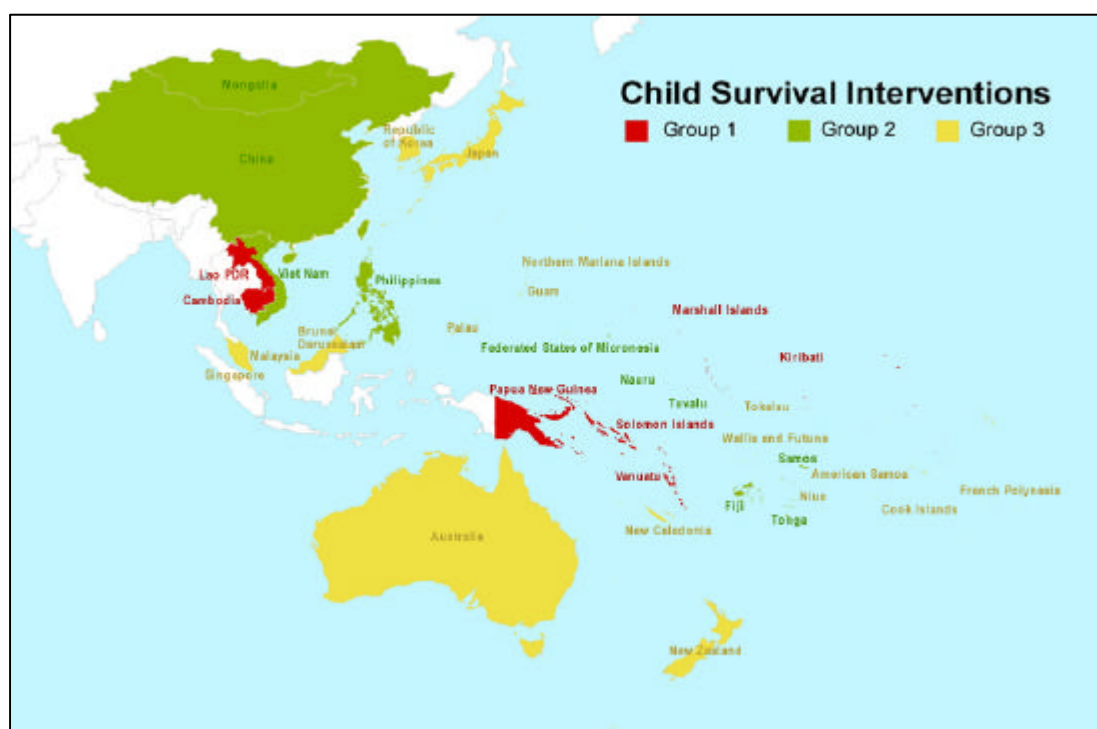 Child Survival Interventions
Group 1 Group 2 Group 3
Mongolia
China
Republic
of Korea
Japan
Lao PDR
Viet Nam
Cambodia
Philippines
Northern Mariana Islands
Guam
Marshall Islands
Brunei
Darussalam
Malaysia
Singapore
Palau
Federated States of Micronesia
Kiribati
Nauru
Papua New Guinea
Tuvalu
Tokelau
Solomon Islands
Wallis and Futuna
Samoa
Vanuatu
American Samoa
Niue
French Polynesia
Fiji
Tonga
Cook Islands
New Caledonia
Australia
New Zealand